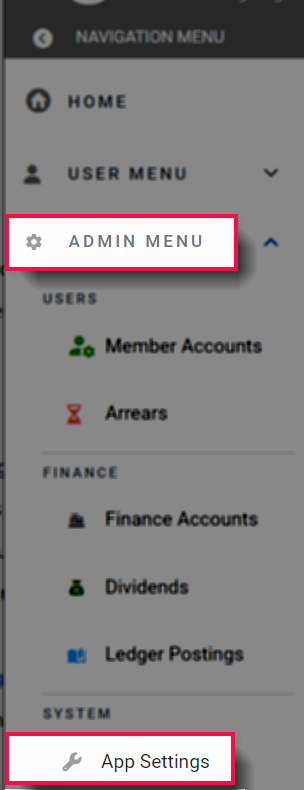 NAVIGATION MENU
HOME
USER MENU
ADMIN MENU
USERS
Member Accounts
Arrears
FINANCE
Finance Accounts
Dividends
Ledger Postings
SYSTEM
App Settings